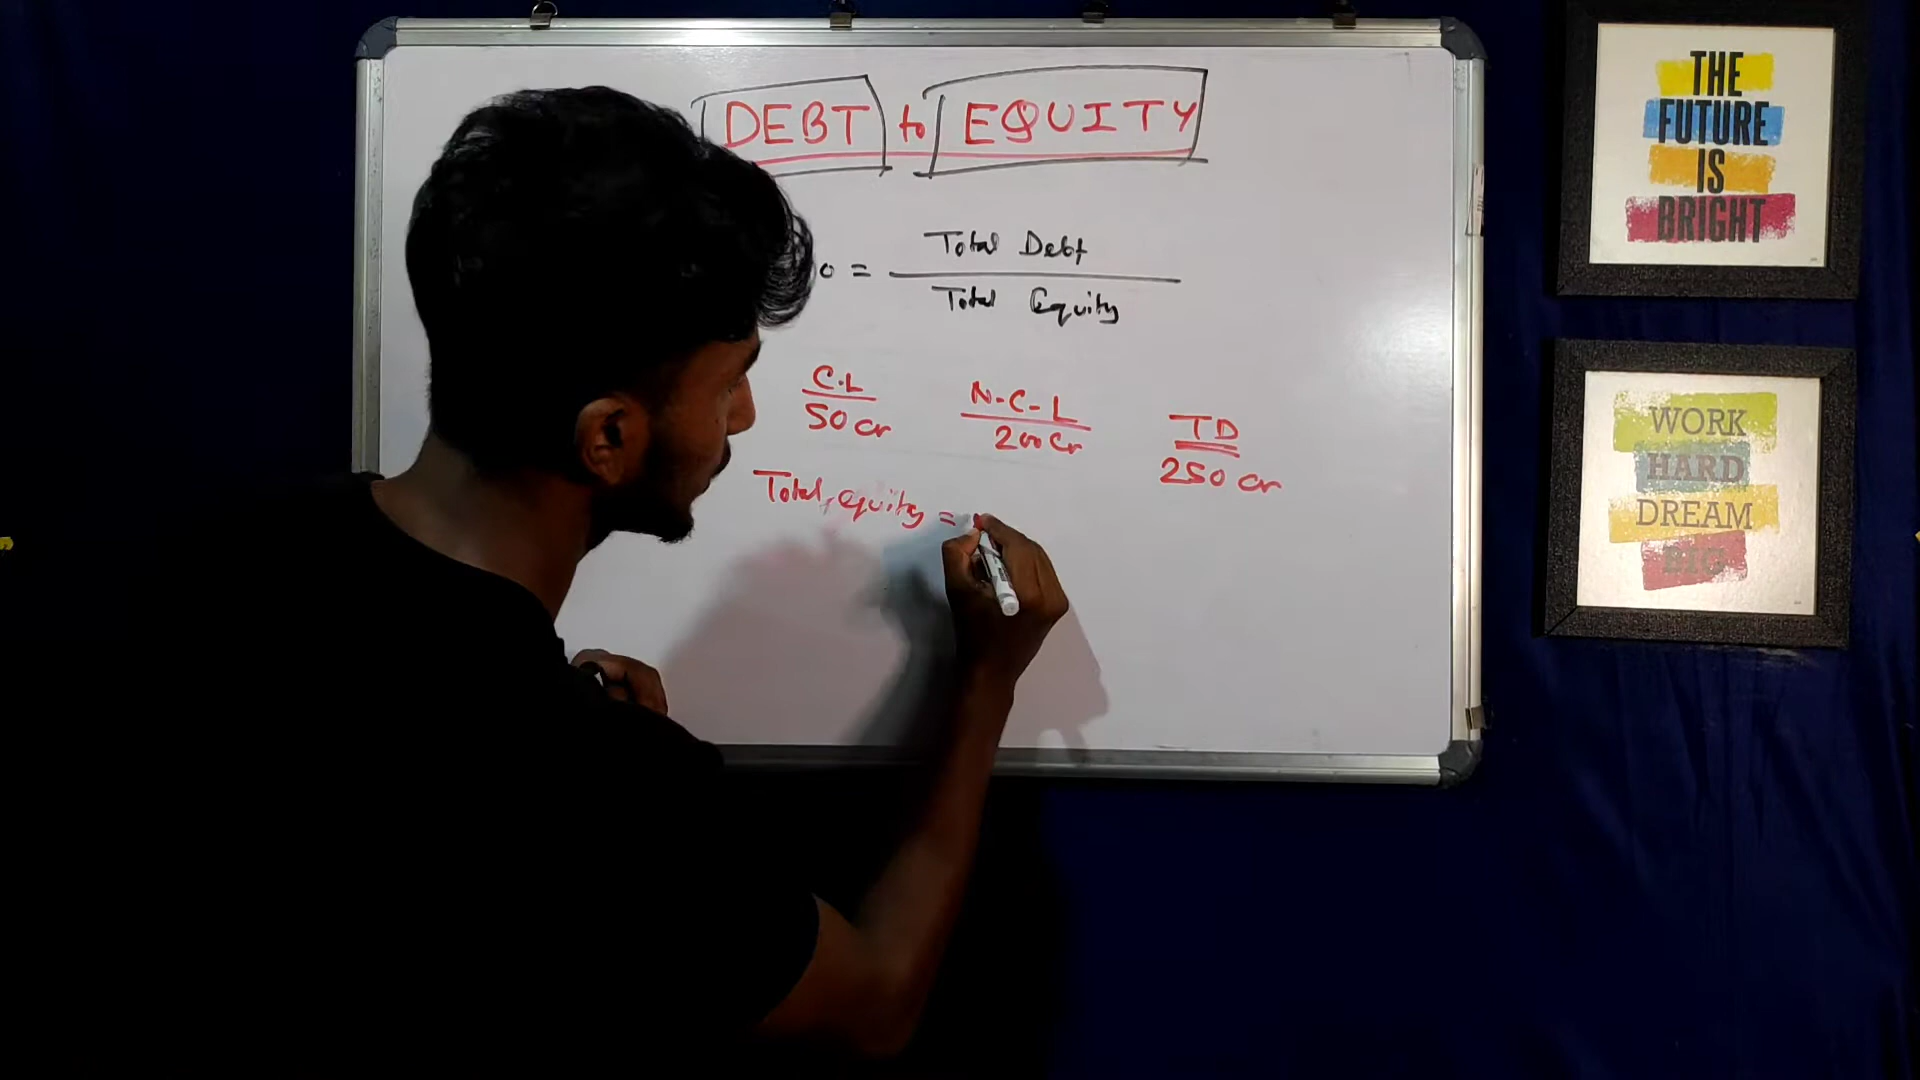 DEBT to EQUITY
o = Total Debt
Total Equity
C.L
50 cr
N-C-L
200 Cr
TD
250 cr
Total equity =
THE
FUTURE
IS
BRIGHT
WORK
HARD
DREAM
BIG